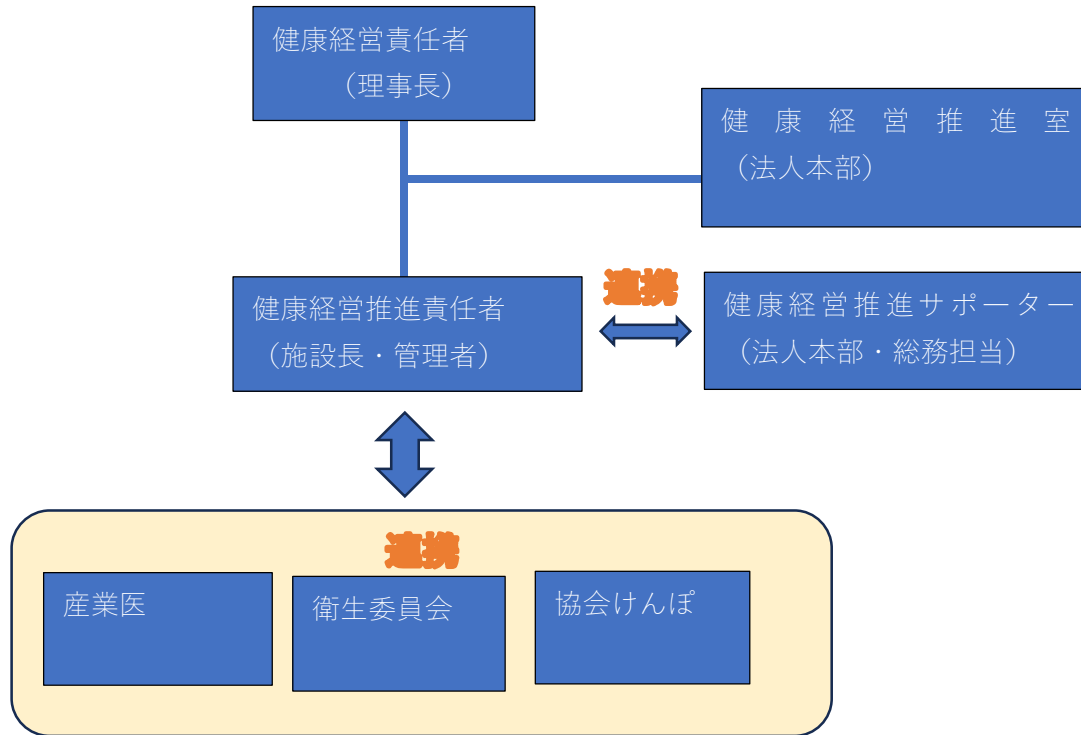 健康経営責任者
（理事長）
健康経営推進室
（法人本部）
健康経営推進責任者
（施設長・管理者）
連携
健康経営推進サポーター
（法人本部・総務担当）
連携
産業医
衛生委員会
協会けんぽ